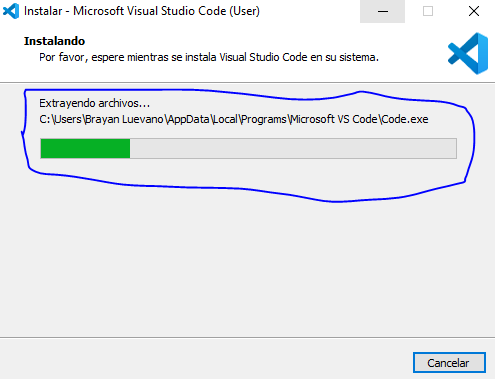 Instalar - Microsoft Visual Studio Code (User)
Instalando
Por favor, espere mientras se instala Visual Studio Code en su sistema.
Extrayendo archivos...
C:\Users\Brayan Luevano\AppData\Local\Programs\Microsoft VS Code\Code.exe
Cancelar